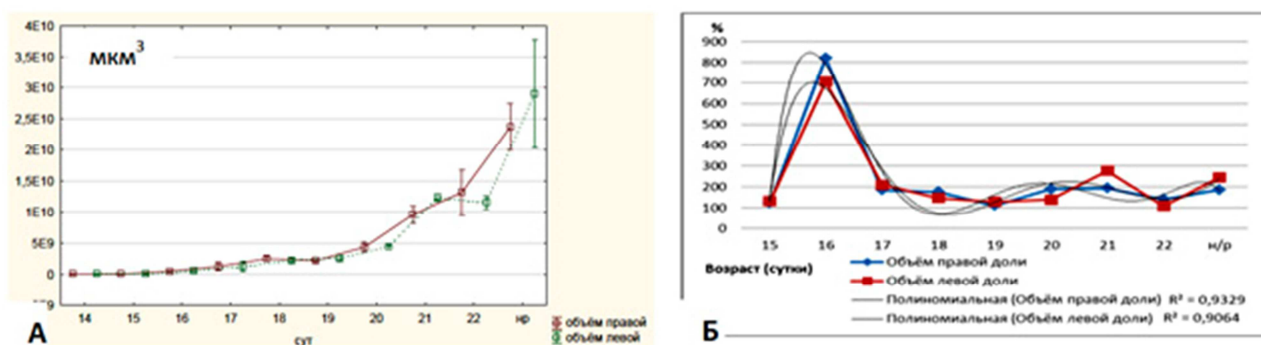 4E10
3,5E10
3E10
2,5E10
2E10
1,5E10
1E10
5E9
0
мкм3
14 15 16 17 18 19 20 21 22 нр
сут
объём правой
объём левой
А
%
900
800
700
600
500
400
300
200
100
0
15 16 17 18 19 20 21 22 н/р
Возраст (сутки)
Объём правой доли
Объём левой доли
Полиномиальная (Объём правой доли) R² = 0,9329
Полиномиальная (Объём левой доли) R² = 0,9064
Б